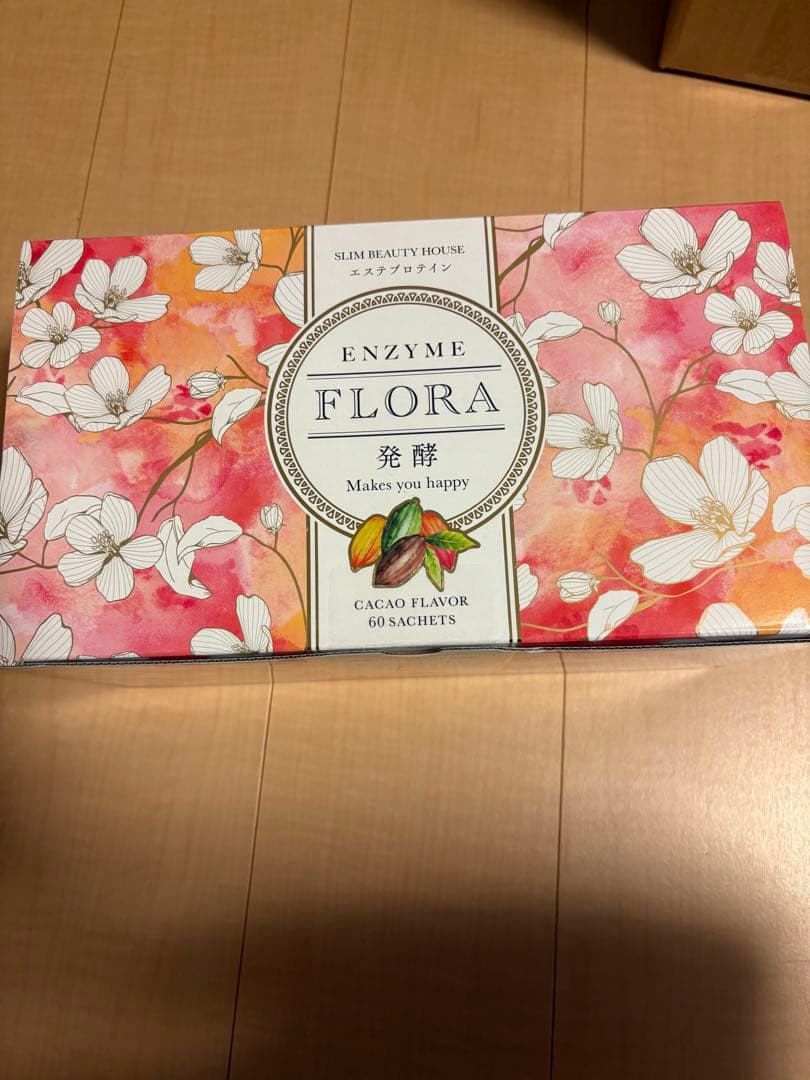 SLIM BEAUTY HOUSE
エステプロテイン
ENZYME
FLORA
発酵
Makes you happy
CACAO FLAVOR
60 SACHETS